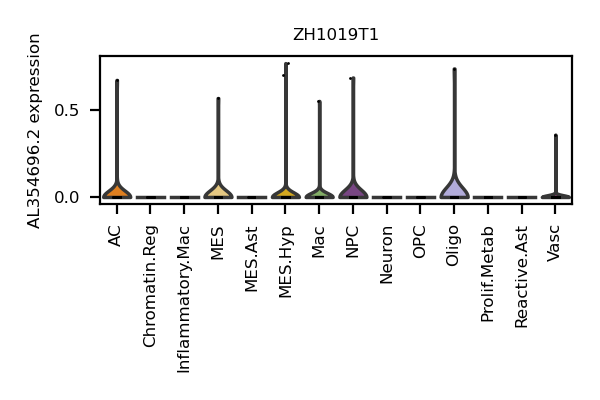 ZH1019T1
AL354696.2 expression
0.5
0.0
AC
Chromatin.Reg
Inflammatory.Mac
MES
MES.Ast
MES.Hyp
Mac
NPC
Neuron
OPC
Oligo
Prolif.Metab
Reactive.Ast
Vasc